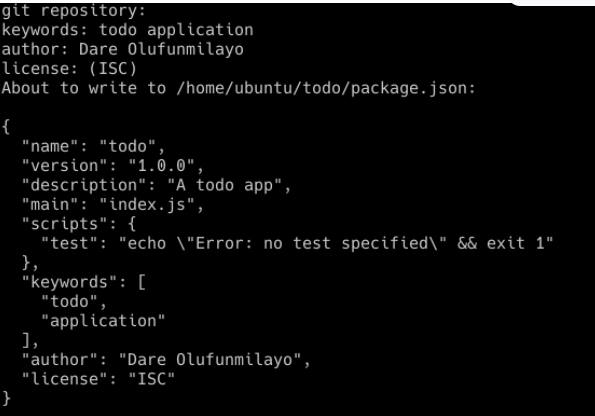 git repository:
keywords: todo application
author: Dare Olufunmilayo
license: (ISC)
About to write to /home/ubuntu/todo/package.json:
{
"name": "todo",
"version": "1.0.0",
"description": "A todo app",
"main": "index.js",
"scripts": {
"test": "echo \"Error: no test specified\" && exit 1"
},
"keywords": [
"todo",
"application"
],
"author": "Dare Olufunmilayo",
"license": "ISC"
}